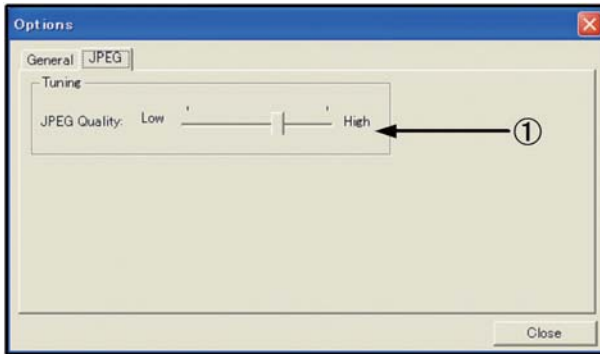 Options
General JPEG
Tuning
JPEG Quality: Low High
①
Close